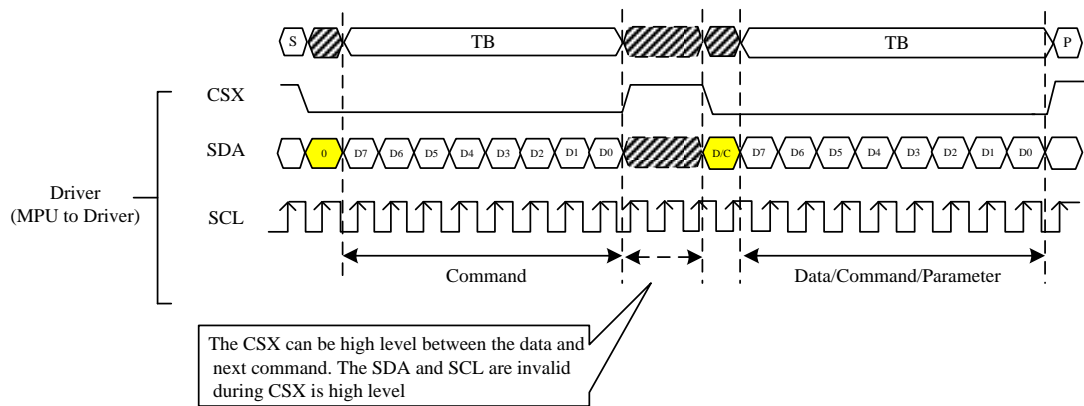 S TB TB P
CSX
SDA 0 D7 D6 D5 D4 D3 D2 D1 D0 D/C D7 D6 D5 D4 D3 D2 D1 D0
Driver
(MPU to Driver)
SCL
Command Data/Command/Parameter
The CSX can be high level between the data and
next command. The SDA and SCL are invalid
during CSX is high level